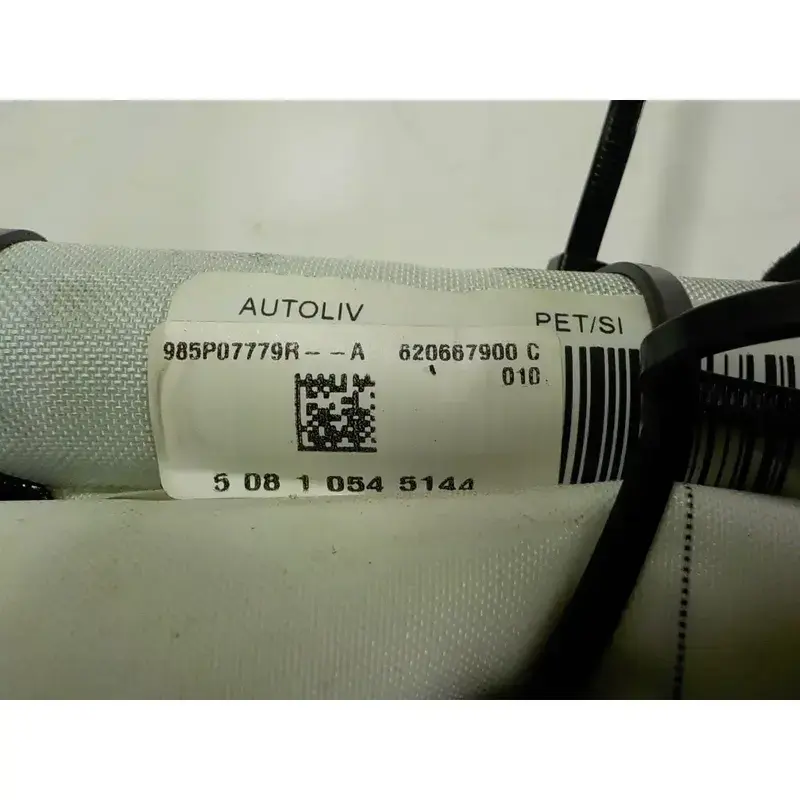 AUTOLIV
PET/SI
985P07779R--A 620667900 C
010
5 08 1 054 5144